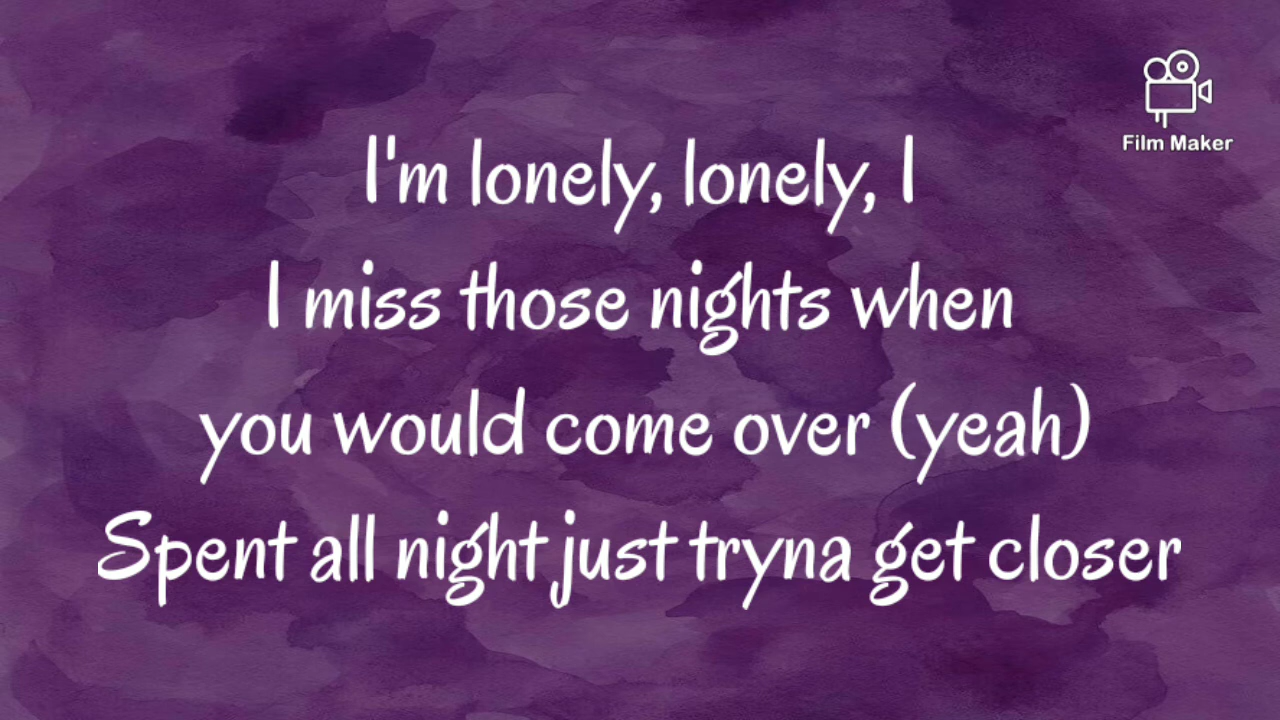 Film Maker
I'm lonely, lonely, I
I miss those nights when
you would come over (yeah)
Spent all night just tryna get closer